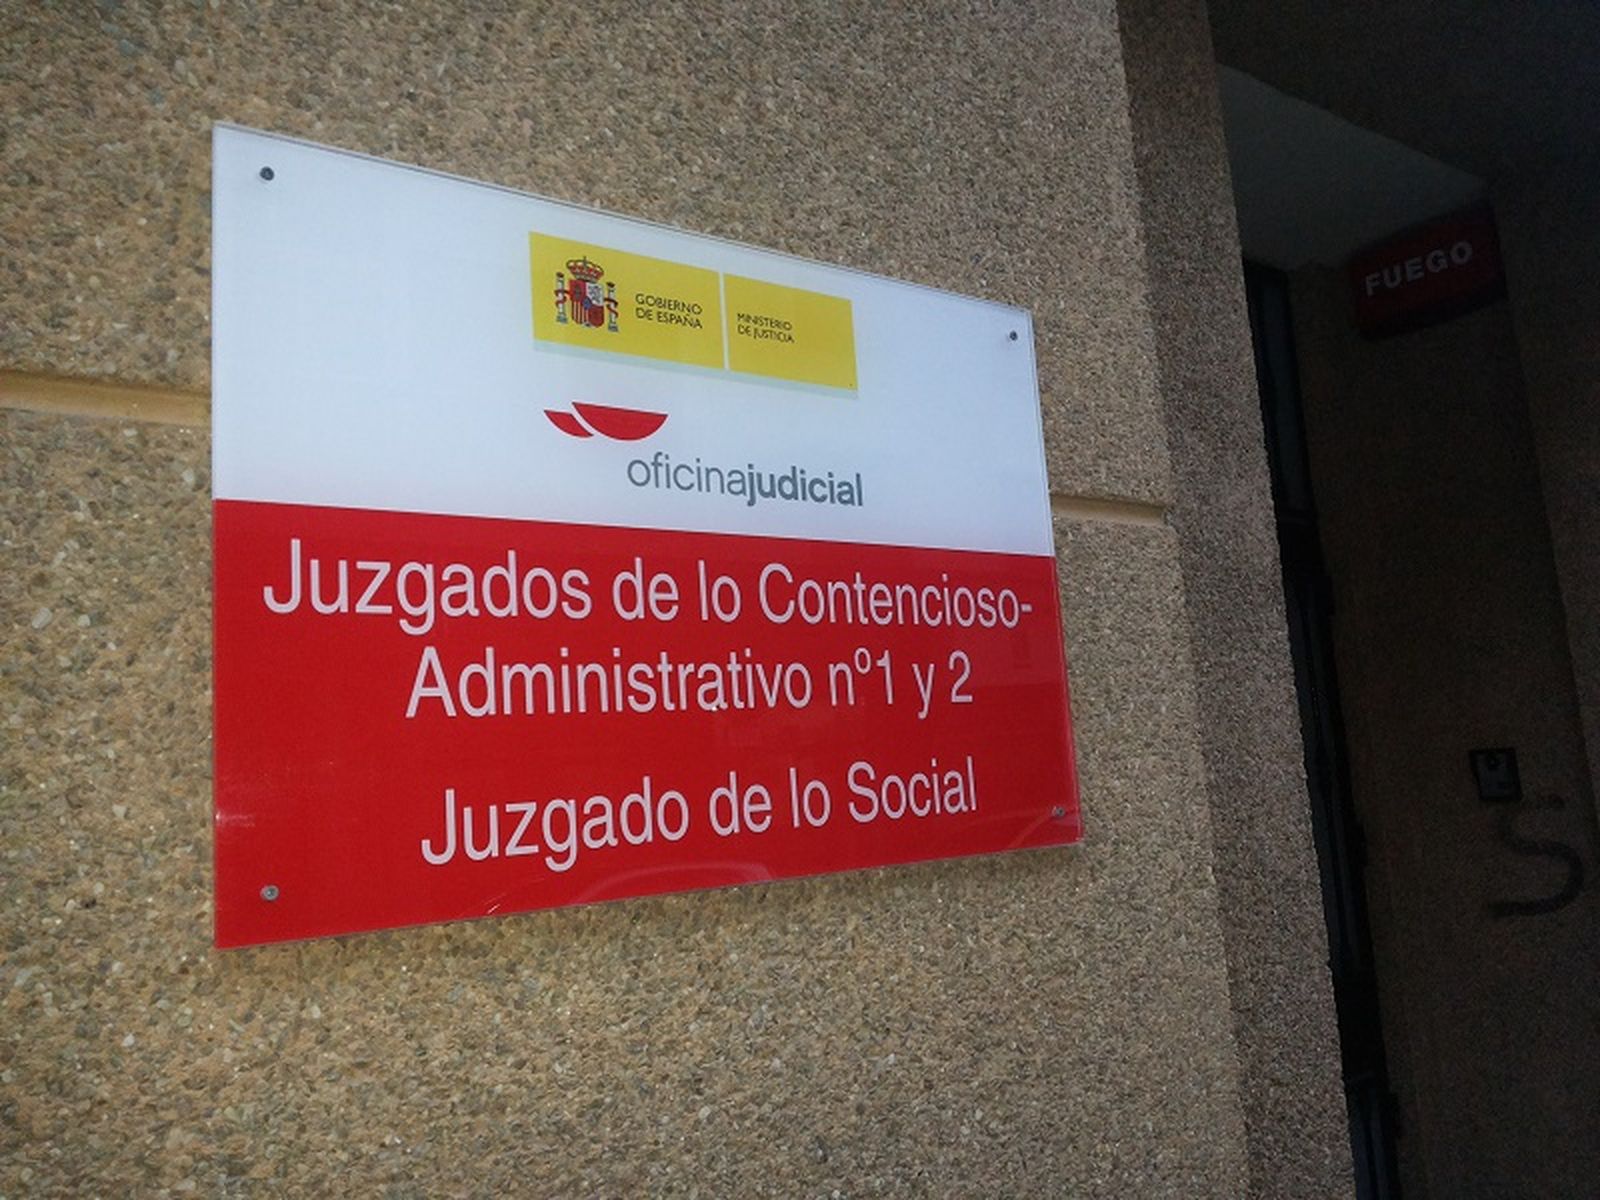 GOBIERNO
DE ESPAÑA
MINISTERIO
DE JUSTICIA
oficinajudicial
Juzgados de lo Contencioso-
Administrativo nº1 y 2
Juzgado de lo Social
FUEGO